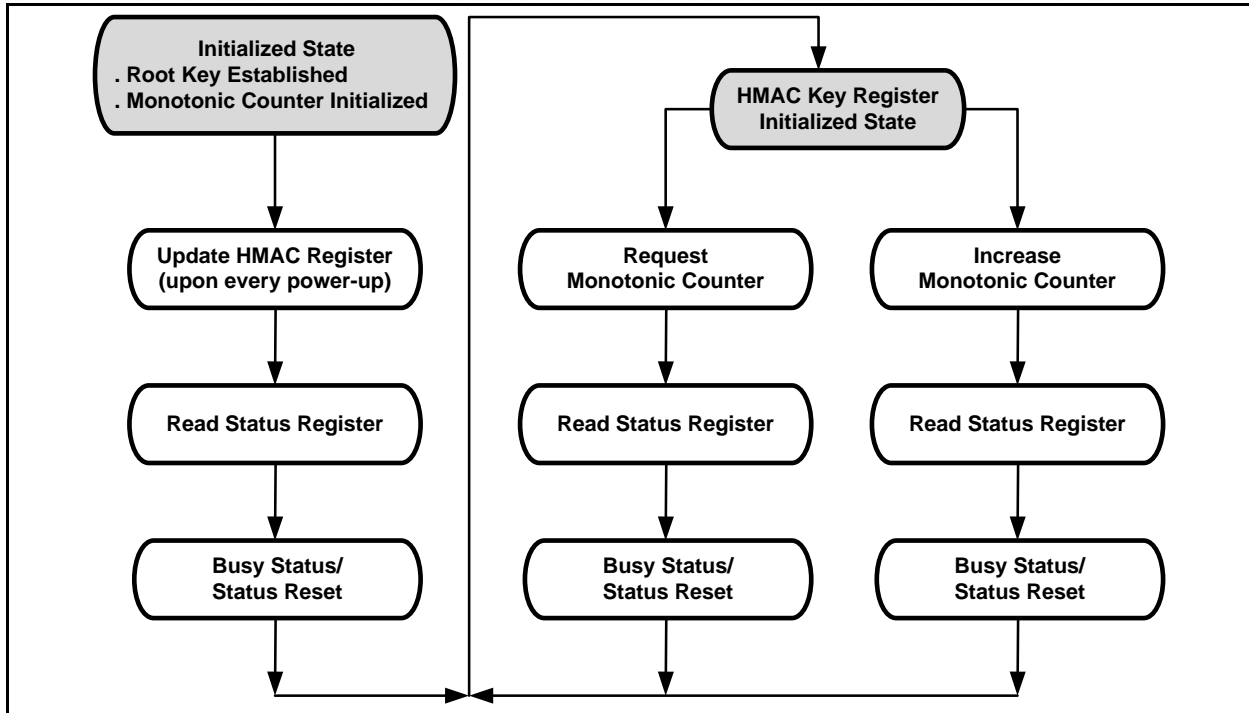 Initialized State
. Root Key Established
. Monotonic Counter Initialized
Update HMAC Register
(upon every power-up)
Read Status Register
Busy Status/
Status Reset
HMAC Key Register
Initialized State
Request
Monotonic Counter
Read Status Register
Busy Status/
Status Reset
Increase
Monotonic Counter
Read Status Register
Busy Status/
Status Reset